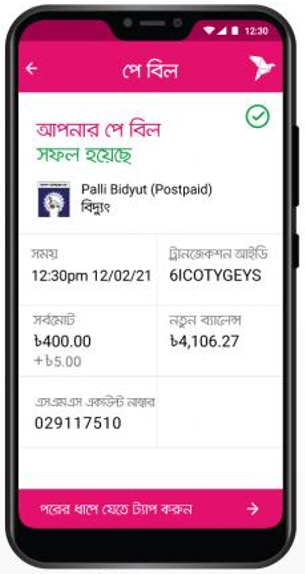 12:30
পে বিল
আপনার পে বিল
সফল হয়েছে
Palli Bidyut (Postpaid)
বিদ্যুৎ
সময়
ট্রানজেকশন আইডি
12:30pm 12/02/21
6ICOTYGEYS
সর্বমোট
নতুন ব্যালেন্স
৳400.00
৳4,106.27
+৳5.00
এসএমএস একাউন্ট নাম্বার
029117510
পরের ধাপে যেতে ট্যাপ করুন